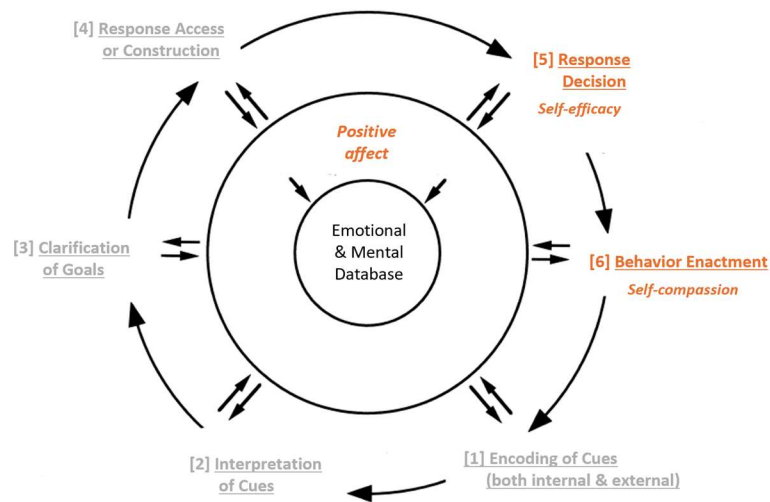 [4] Response Access
or Construction
[5] Response
Decision
Self-efficacy
Positive
affect
Emotional
& Mental
Database
[3] Clarification
of Goals
[6] Behavior Enactment
Self-compassion
[2] Interpretation
of Cues
[1] Encoding of Cues
(both internal & external)